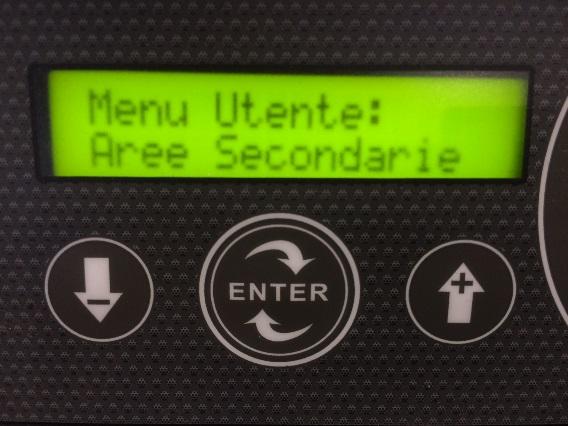 Menu Utente:
Aree Secondarie
- ENTER +